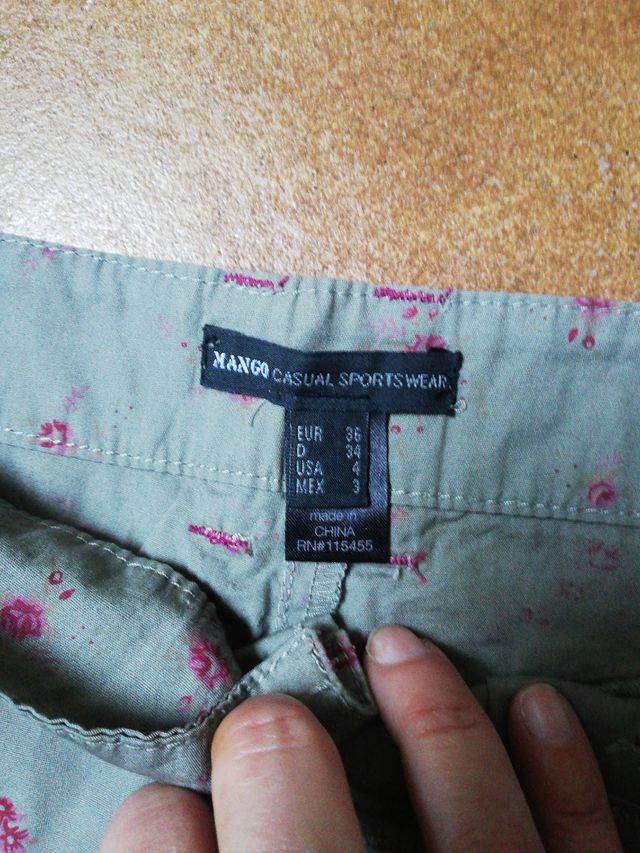 MANGO CASUAL SPORTSWEAR
EUR 36
D 34
USA 4
MEX 3
made in
CHINA
RN#115455